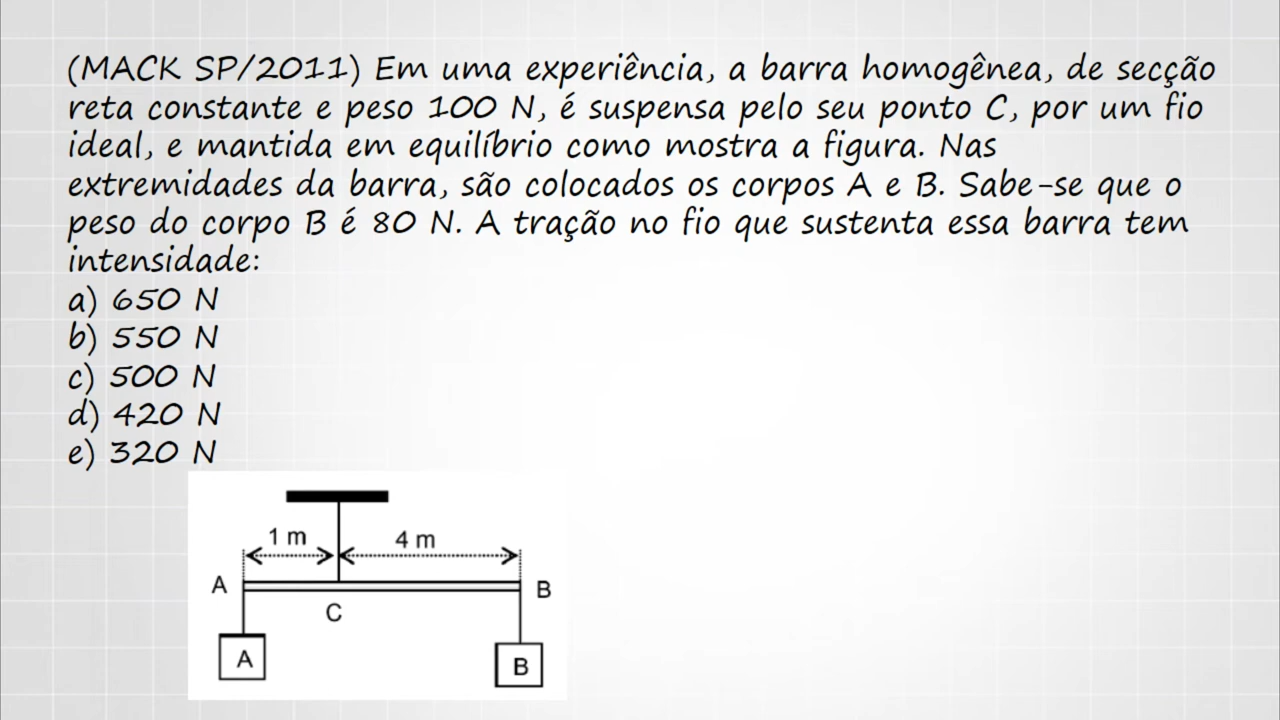 (MACK SP/2011) Em uma experiência, a barra homogênea, de secção
reta constante e peso 100 N, é suspensa pelo seu ponto C, por um fio
ideal, e mantida em equilíbrio como mostra a figura. Nas
extremidades da barra, são colocados os corpos A e B. Sabe-se que o
peso do corpo B é 80 N. A tração no fio que sustenta essa barra tem
intensidade:
a) 650 N
b) 550 N
c) 500 N
d) 420 N
e) 320 N
1 m 4 m
A B
C
A B